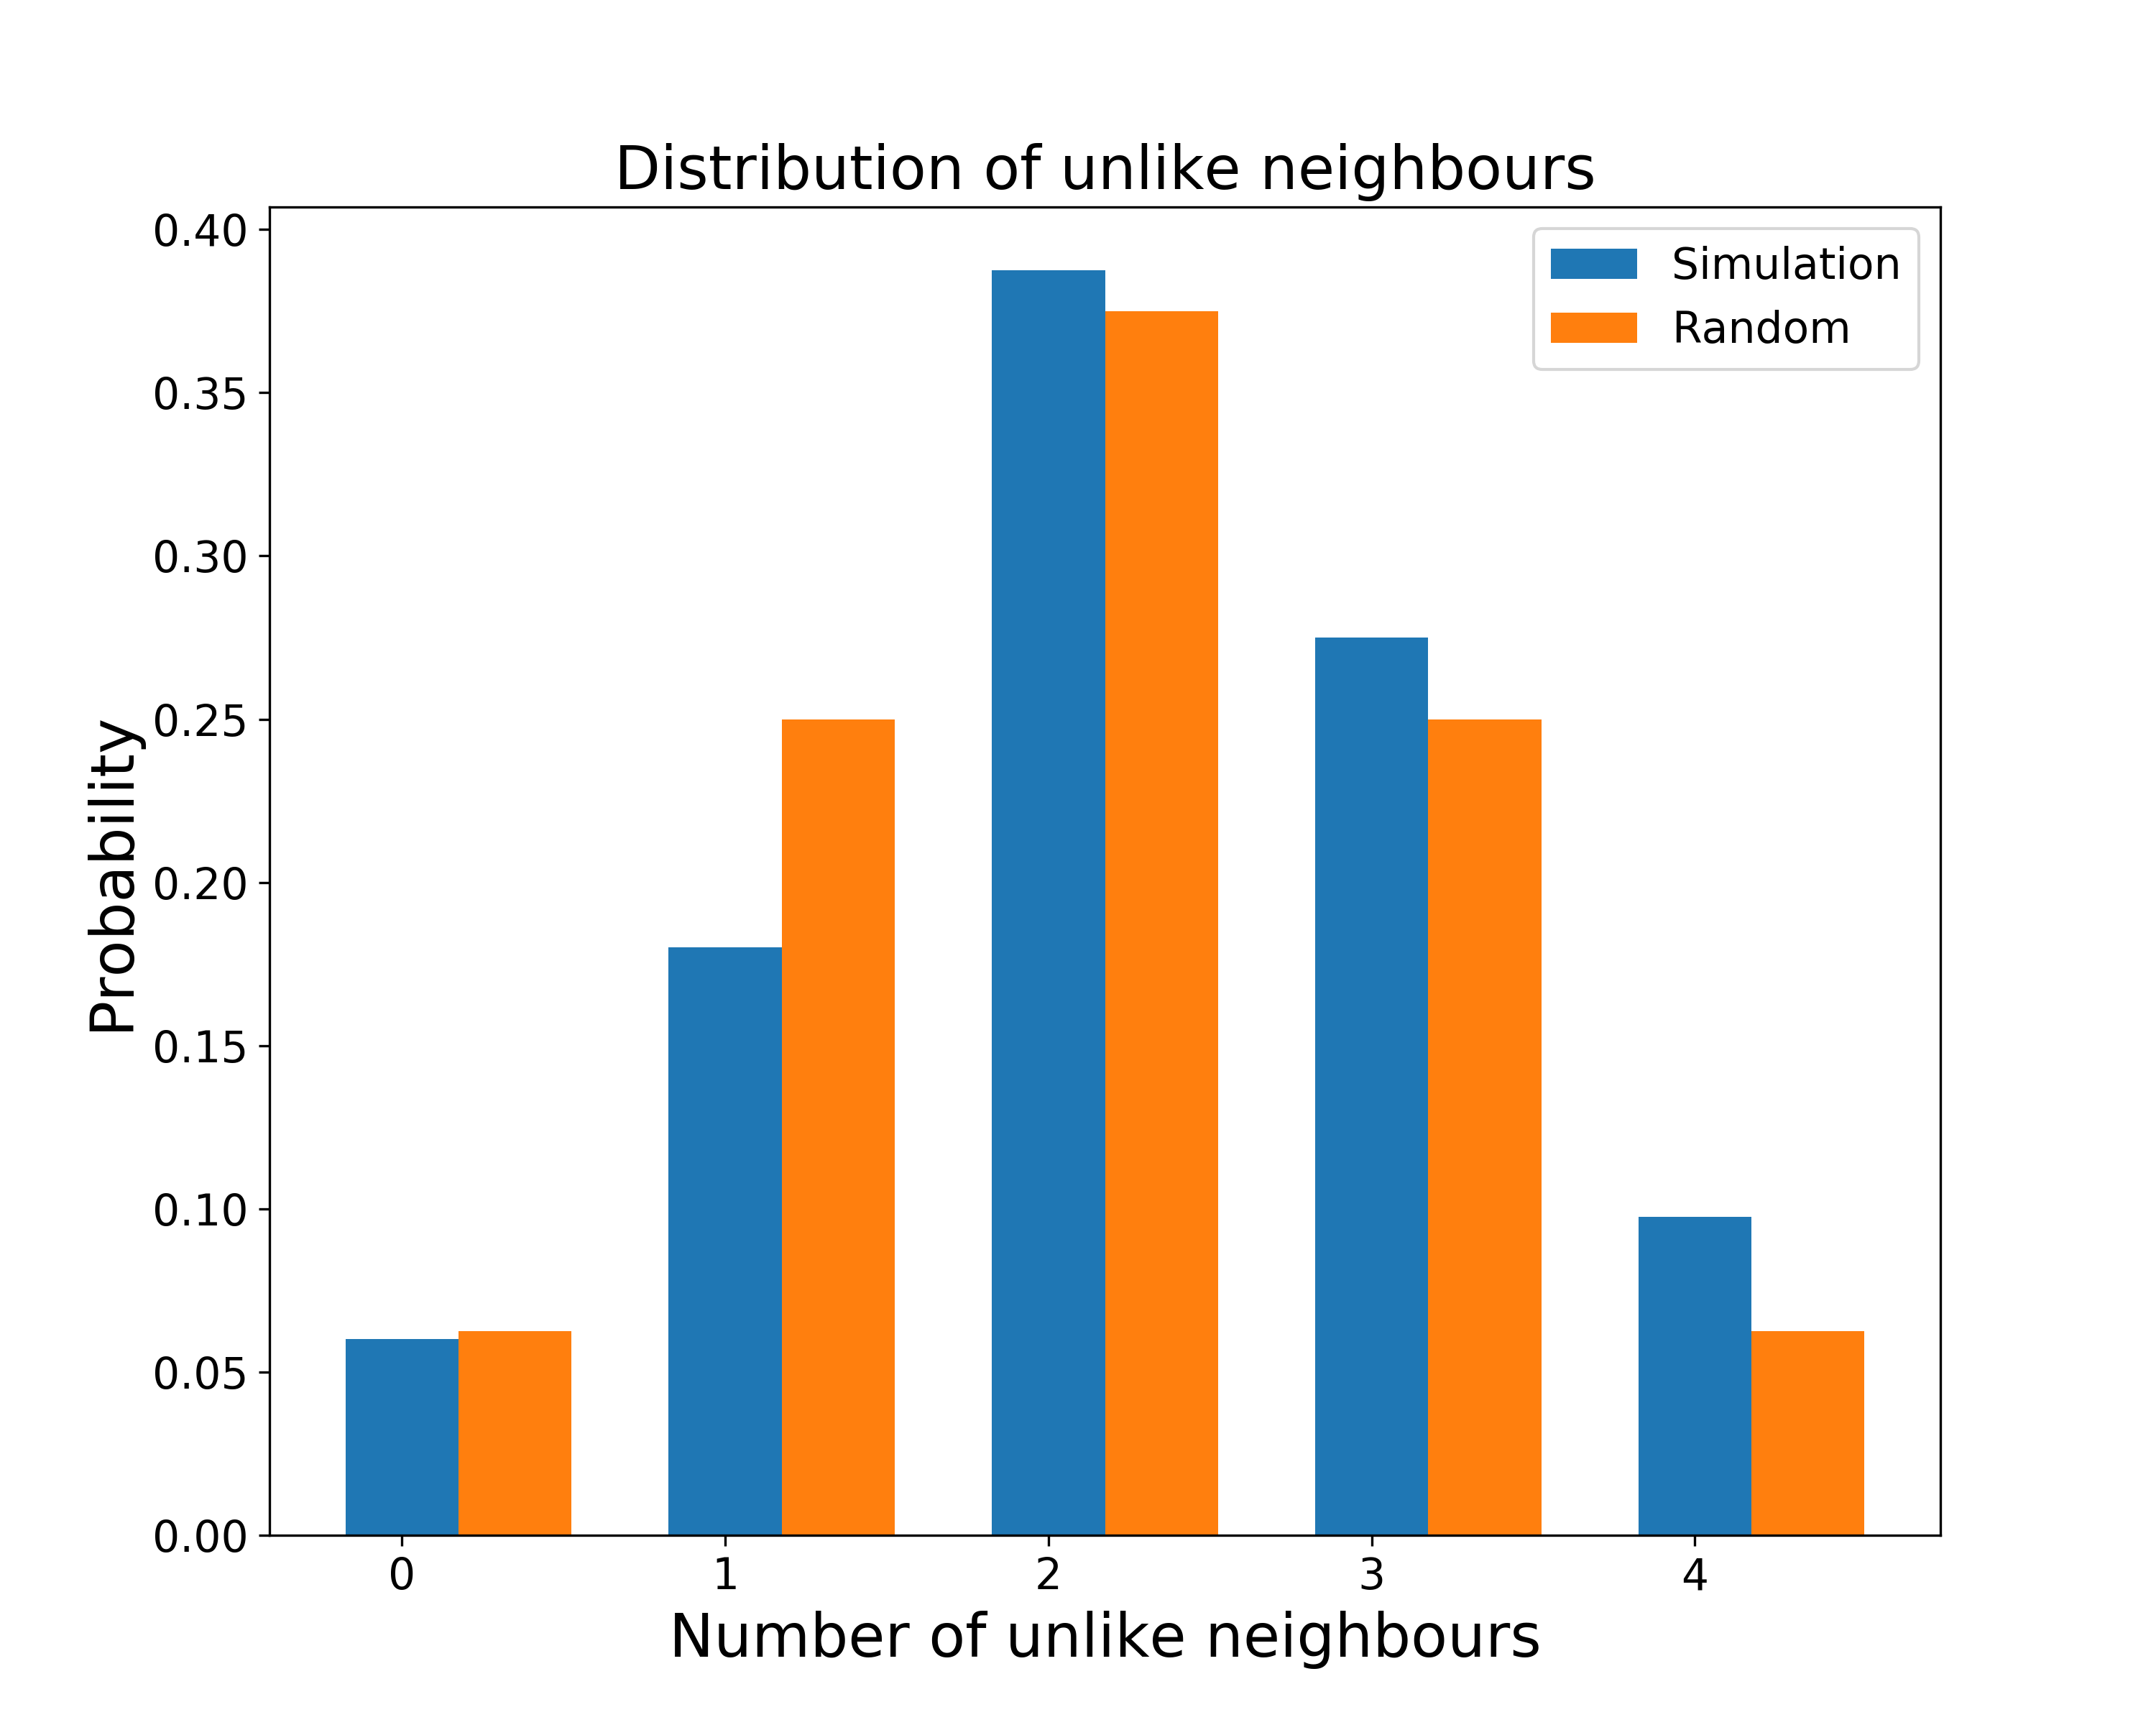 Distribution of unlike neighbours
Simulation
Random
Probability
0.40
0.35
0.30
0.25
0.20
0.15
0.10
0.05
0.00
0 1 2 3 4
Number of unlike neighbours